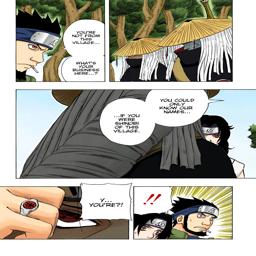 YOU'RE
NOT FROM
THIS
VILLAGE...
WHAT'S
YOUR
BUSINESS
HERE...?
YOU COULD
ONLY
KNOW OUR
NAMES...
...IF YOU
WERE
SHINOBI
OF THIS
VILLAGE.
Y...
YOU'RE?!
!!